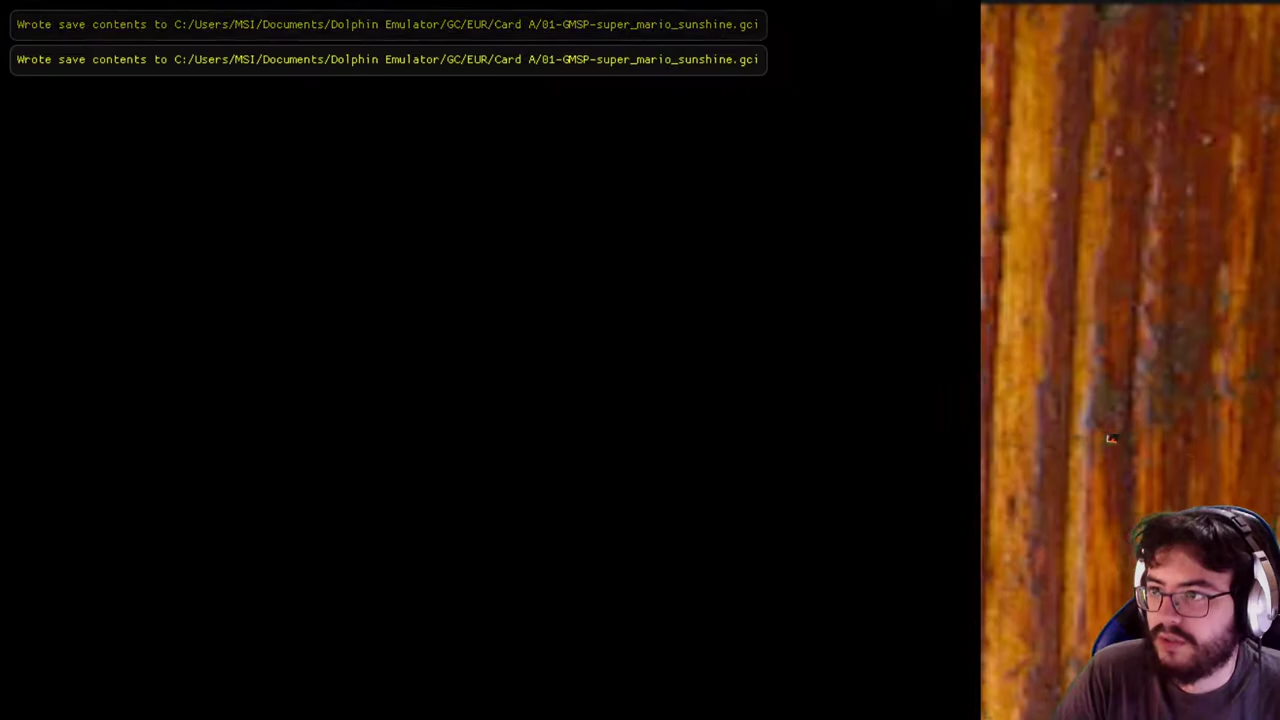 Wrote save contents to C:/Users/MSI/Documents/Dolphin Emulator/GC/EUR/Card A/01-GMSP-super_mario_sunshine.gci
Wrote save contents to C:/Users/MSI/Documents/Dolphin Emulator/GC/EUR/Card A/01-GMSP-super_mario_sunshine.gci